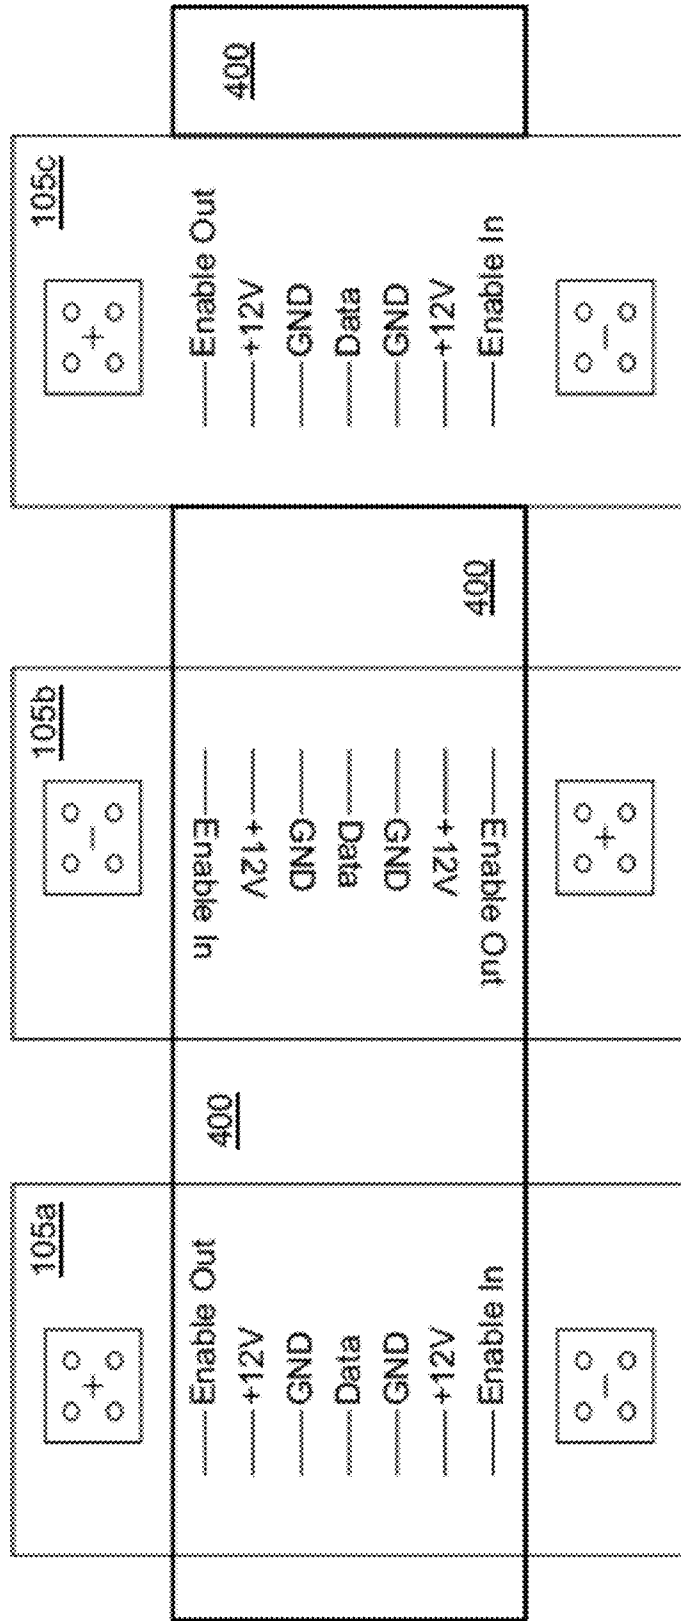 105a
+
Enable Out
+12V
GND
Data
GND
+12V
Enable In
-
400
105b
-
Enable In
+12V
GND
Data
GND
+12V
Enable Out
+
400
105c
+
Enable Out
+12V
GND
Data
GND
+12V
Enable In
-
400